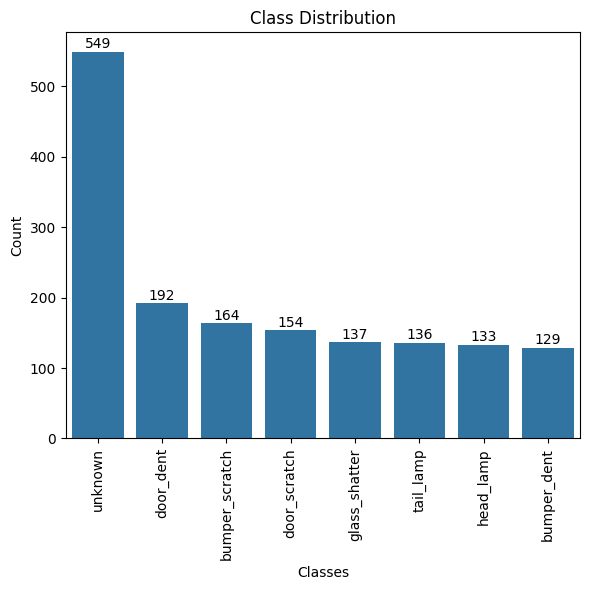 Class Distribution
549
500
400
300
200
100
0
Count
192
164
154
137
136
133
129
unknown
door_dent
bumper_scratch
door_scratch
glass_shatter
tail_lamp
head_lamp
bumper_dent
Classes